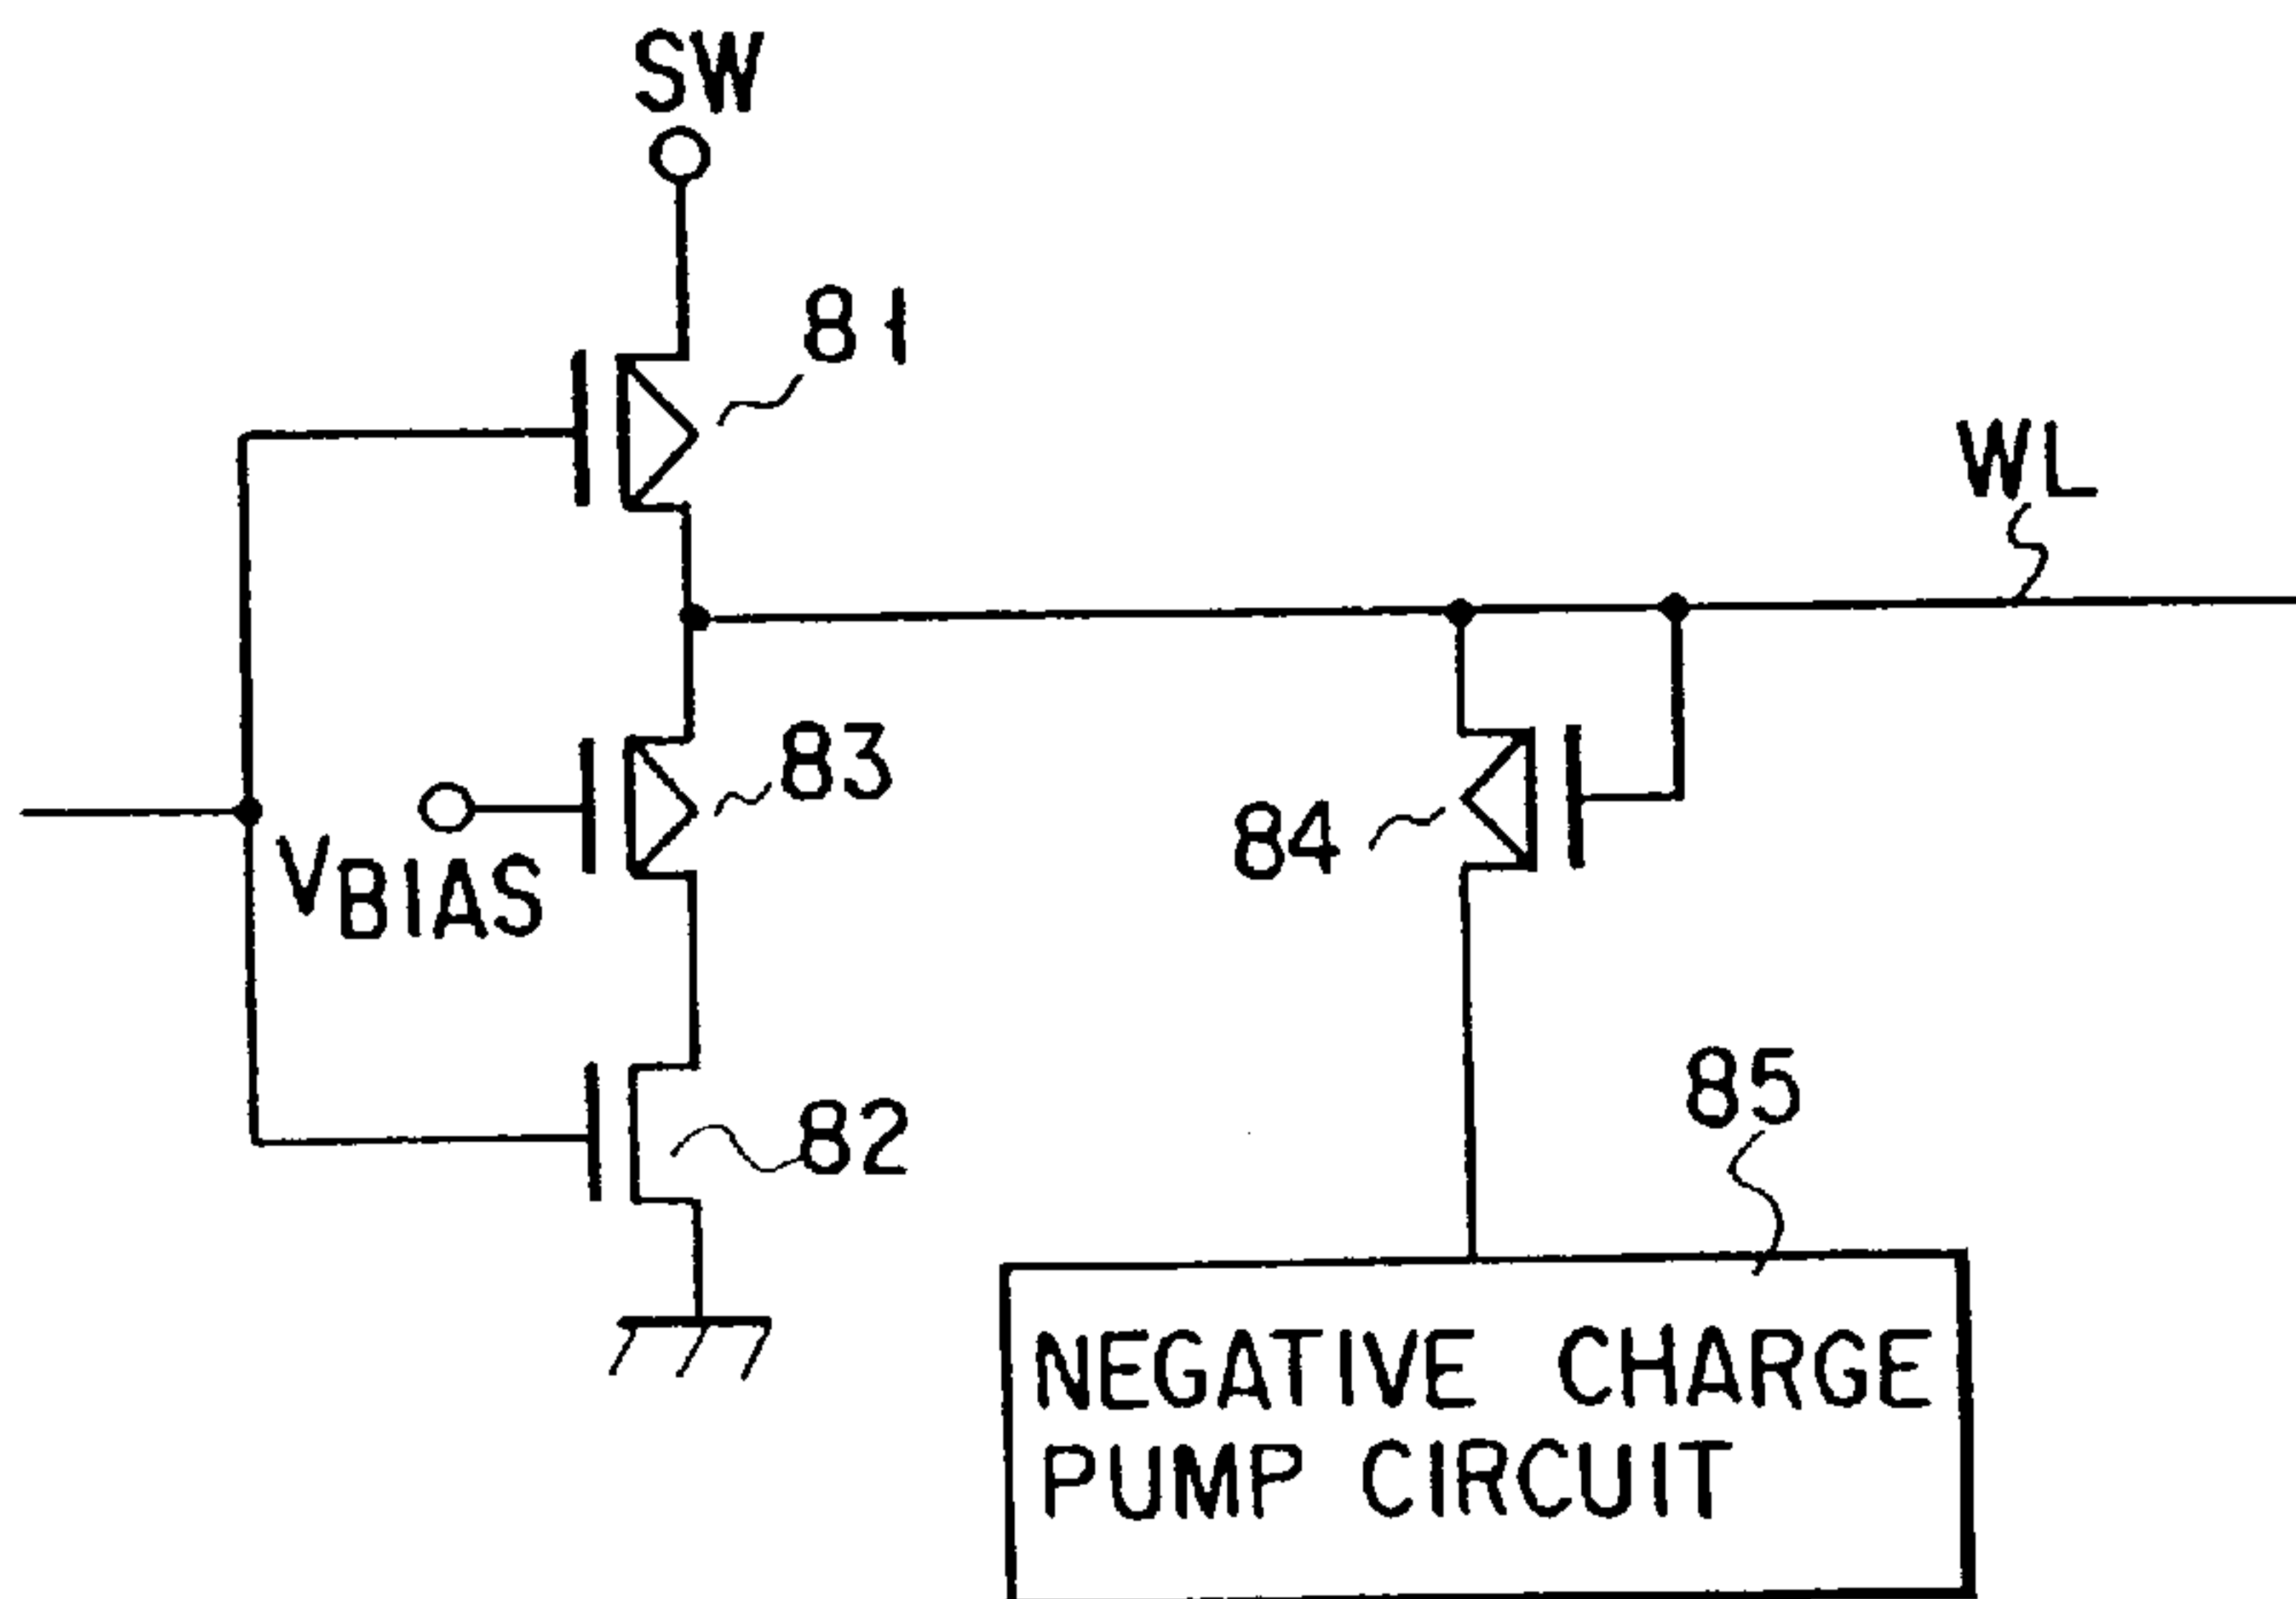 SW
81
WL
83
84
VBIAS
85
82
NEGATIVE CHARGE
PUMP CIRCUIT